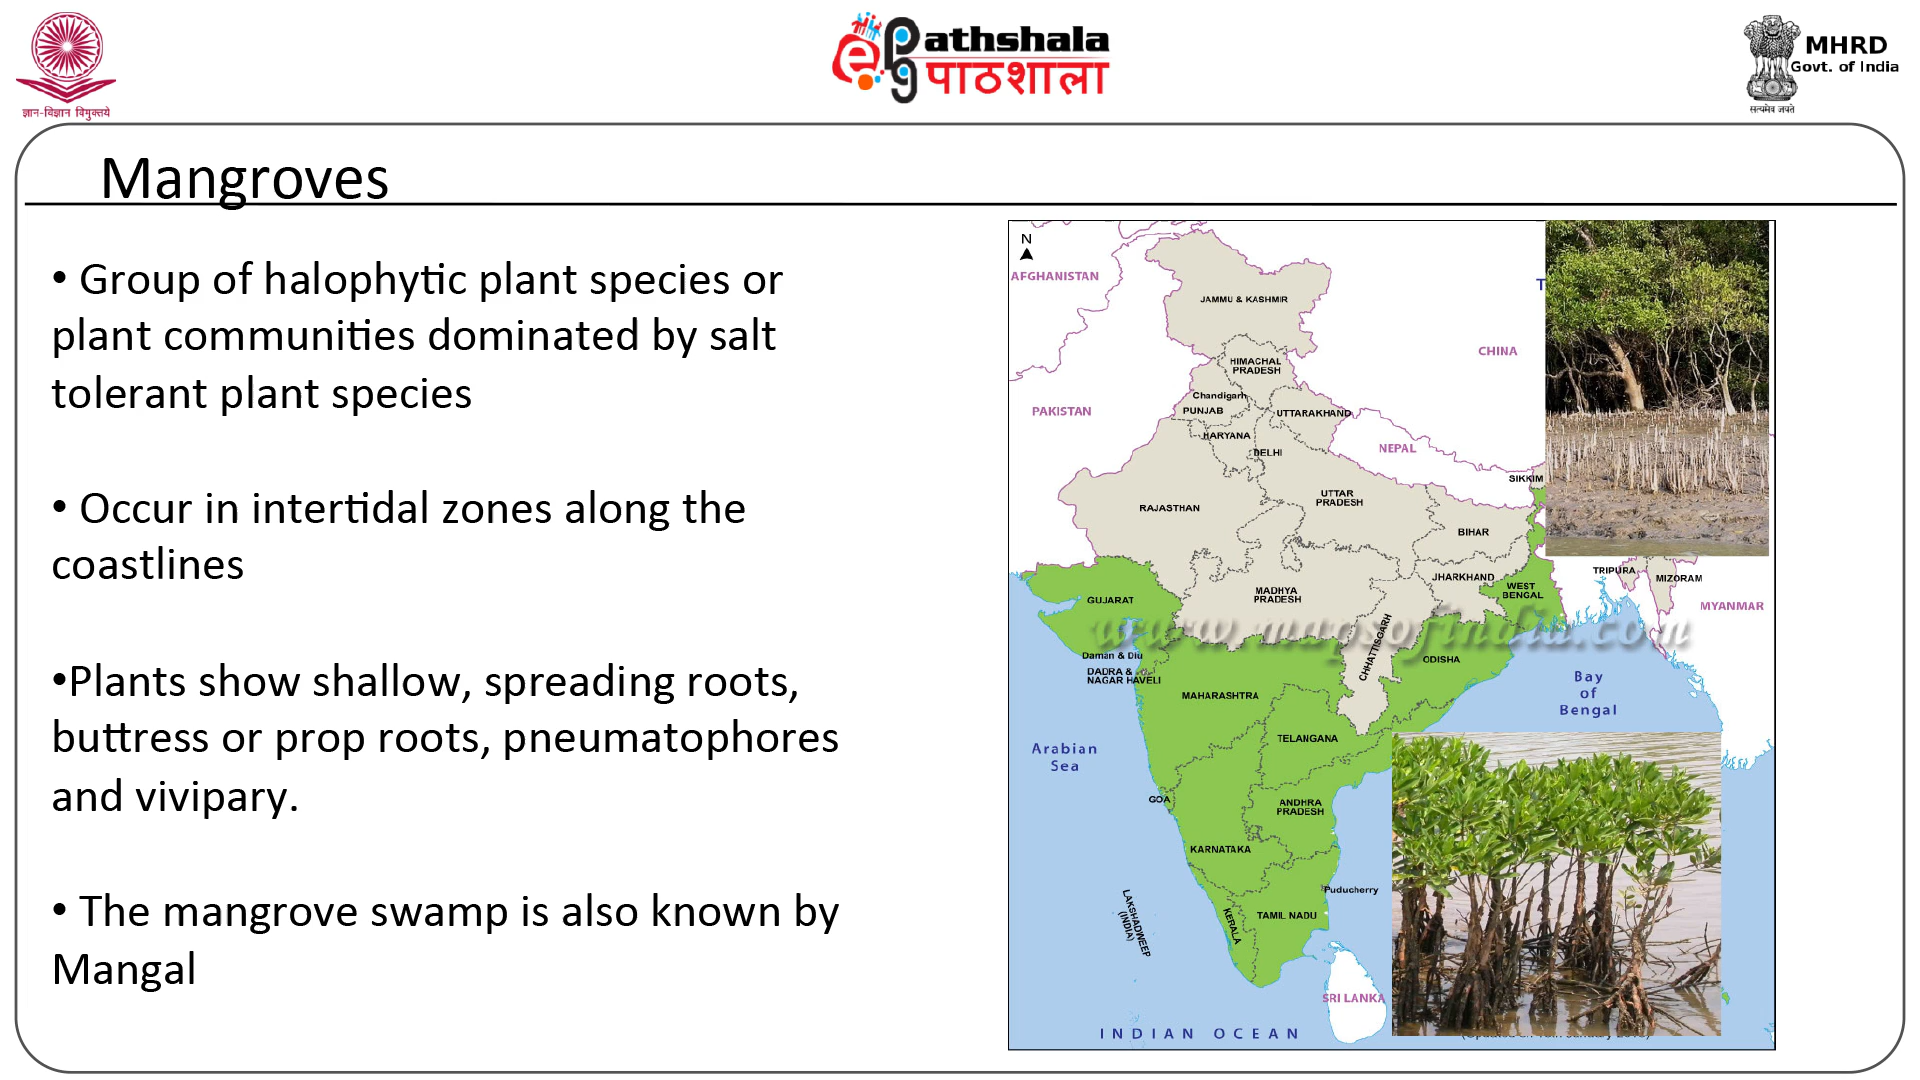 ज्ञान-विज्ञान विमुक्तये
ePg Pathshala
पाठशाला
MHRD
Govt. of India
सत्यमेव जयते
Mangroves
• Group of halophytic plant species or
plant communities dominated by salt
tolerant plant species
• Occur in intertidal zones along the
coastlines
•Plants show shallow, spreading roots,
buttress or prop roots, pneumatophores
and vivipary.
• The mangrove swamp is also known by
Mangal
N
AFGHANISTAN
T
JAMMU & KASHMIR
CHINA
HIMACHAL
PRADESH
Chandigarh
PAKISTAN
PUNJAB
UTTARAKHAND
HARYANA
NEPAL
DELHI
SIKKIM
UTTAR
PRADESH
RAJASTHAN
BIHAR
TRIPURA
MIZORAM
JHARKHAND
WEST
BENGAL
MADHYA
PRADESH
GUJARAT
MYANMAR
www.mapsofindia.com
CHHATTISGARH
Daman & Diu
ODISHA
DADRA &
NAGAR HAVELI
MAHARASHTRA
Bay
of
Bengal
TELANGANA
Arabian
Sea
GOA
ANDHRA
PRADESH
KARNATAKA
Puducherry
LAKSHADWEEP
(INDIA)
KERALA
TAMIL NADU
SRI LANKA
INDIAN OCEAN